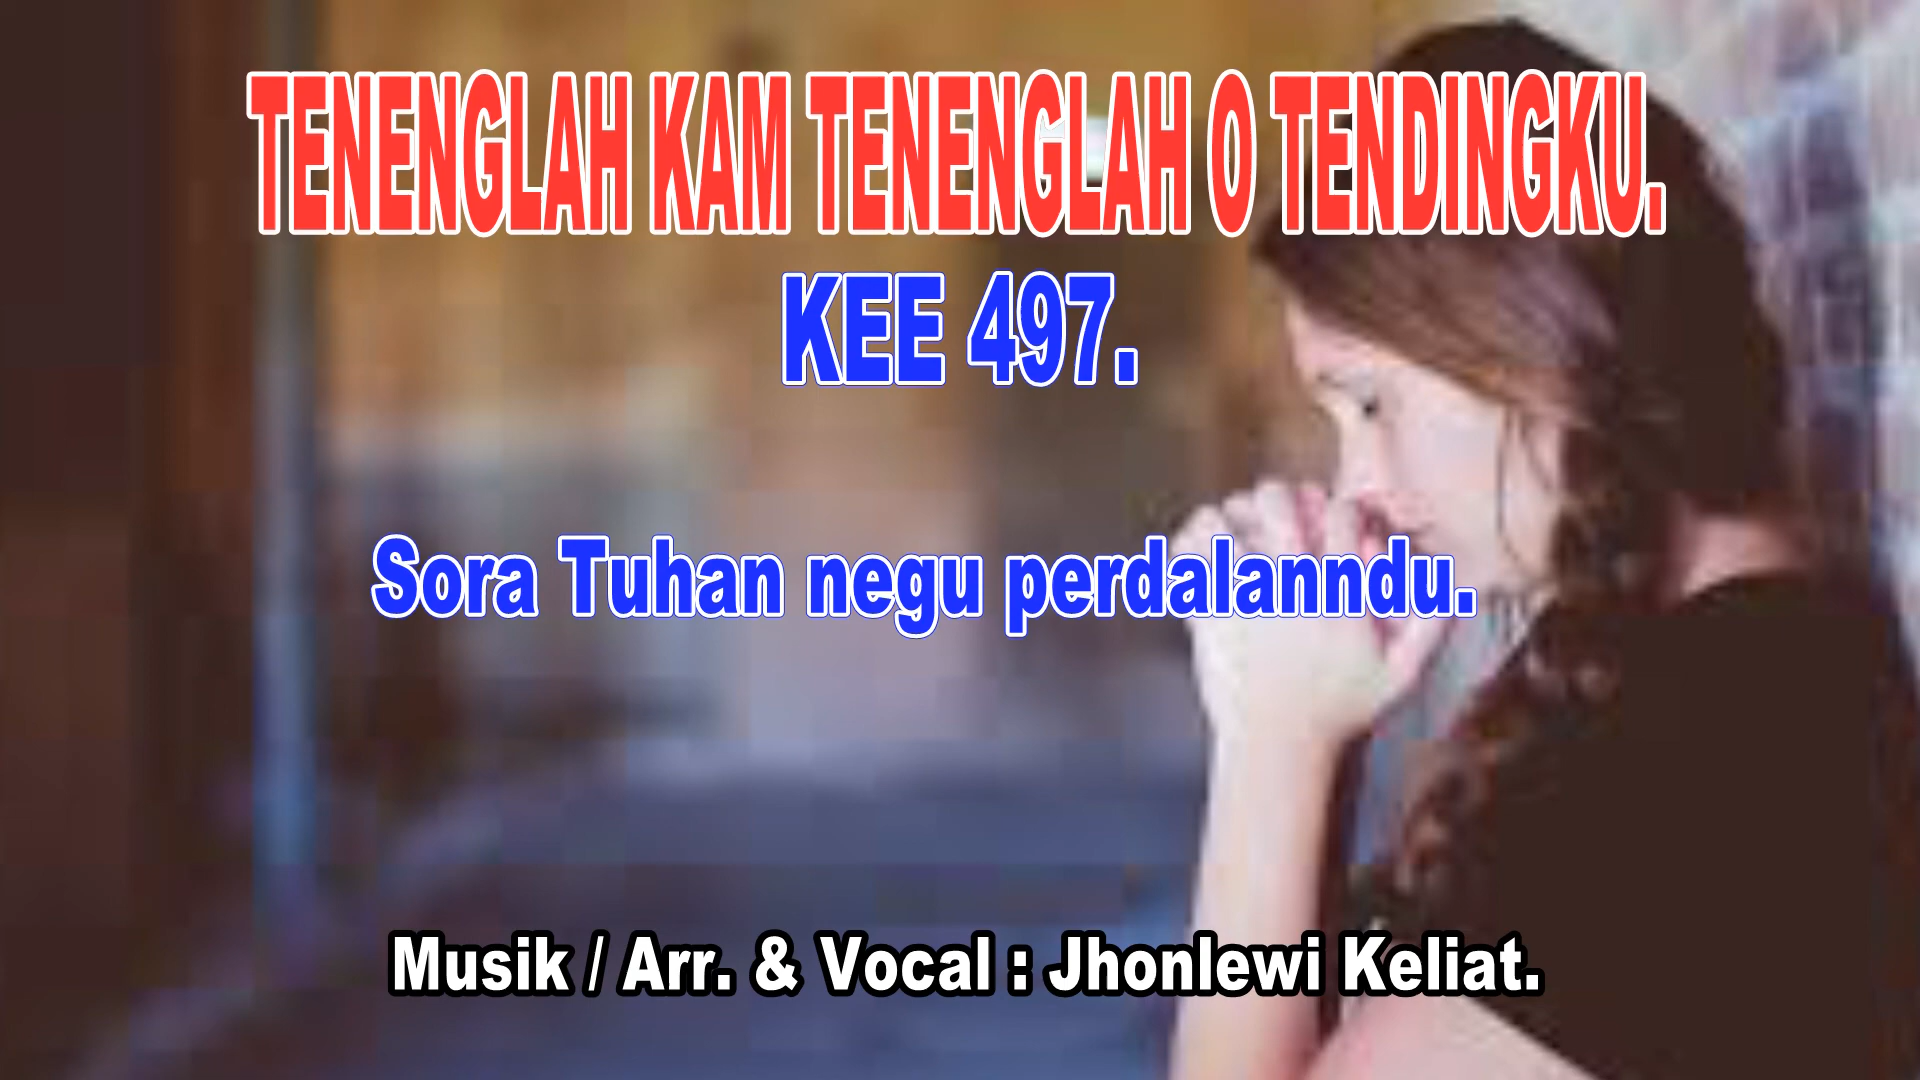 TENENGLAH KAM TENENGLAH O TENDINGKU.
KEE 497.
Sora Tuhan negu perdalanndu.
Musik / Arr. & Vocal : Jhonlewi Keliat.